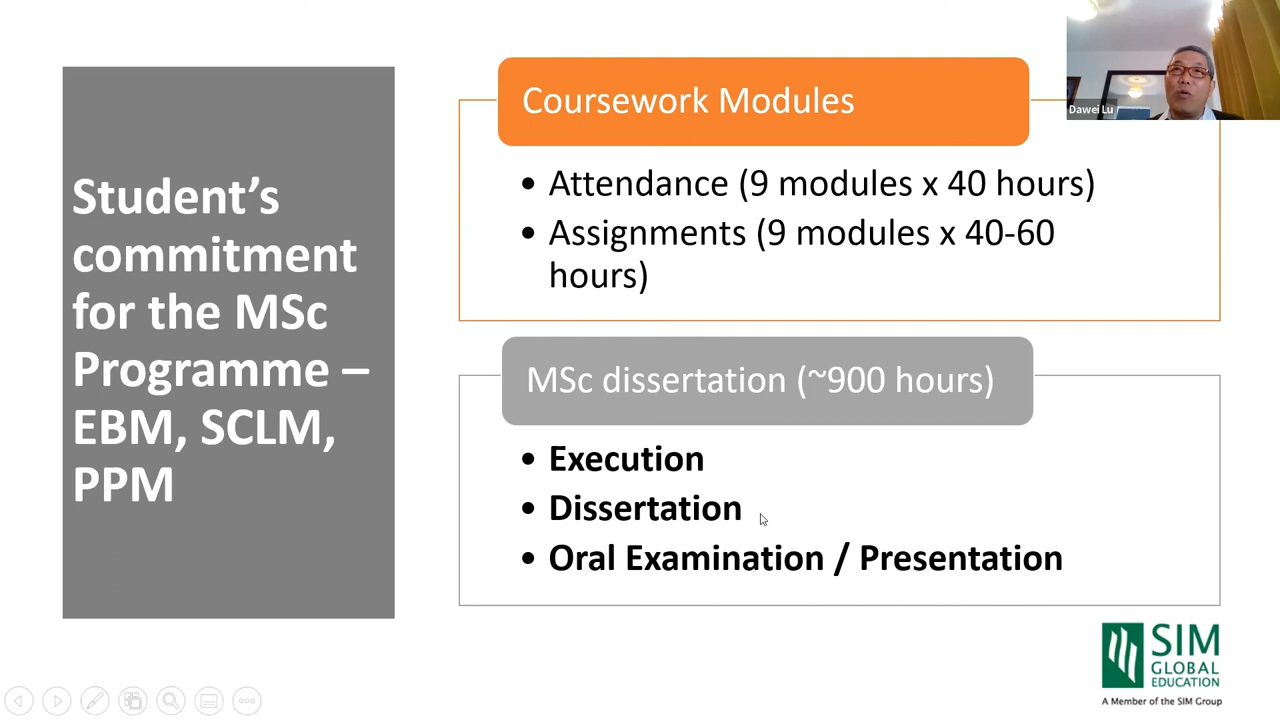 Student’s
commitment
for the MSc
Programme –
EBM, SCLM,
PPM
Coursework Modules
• Attendance (9 modules x 40 hours)
• Assignments (9 modules x 40-60
hours)
MSc dissertation (~900 hours)
• Execution
• Dissertation
• Oral Examination / Presentation
Dawei Lu
SIM
GLOBAL
EDUCATION
A Member of the SIM Group